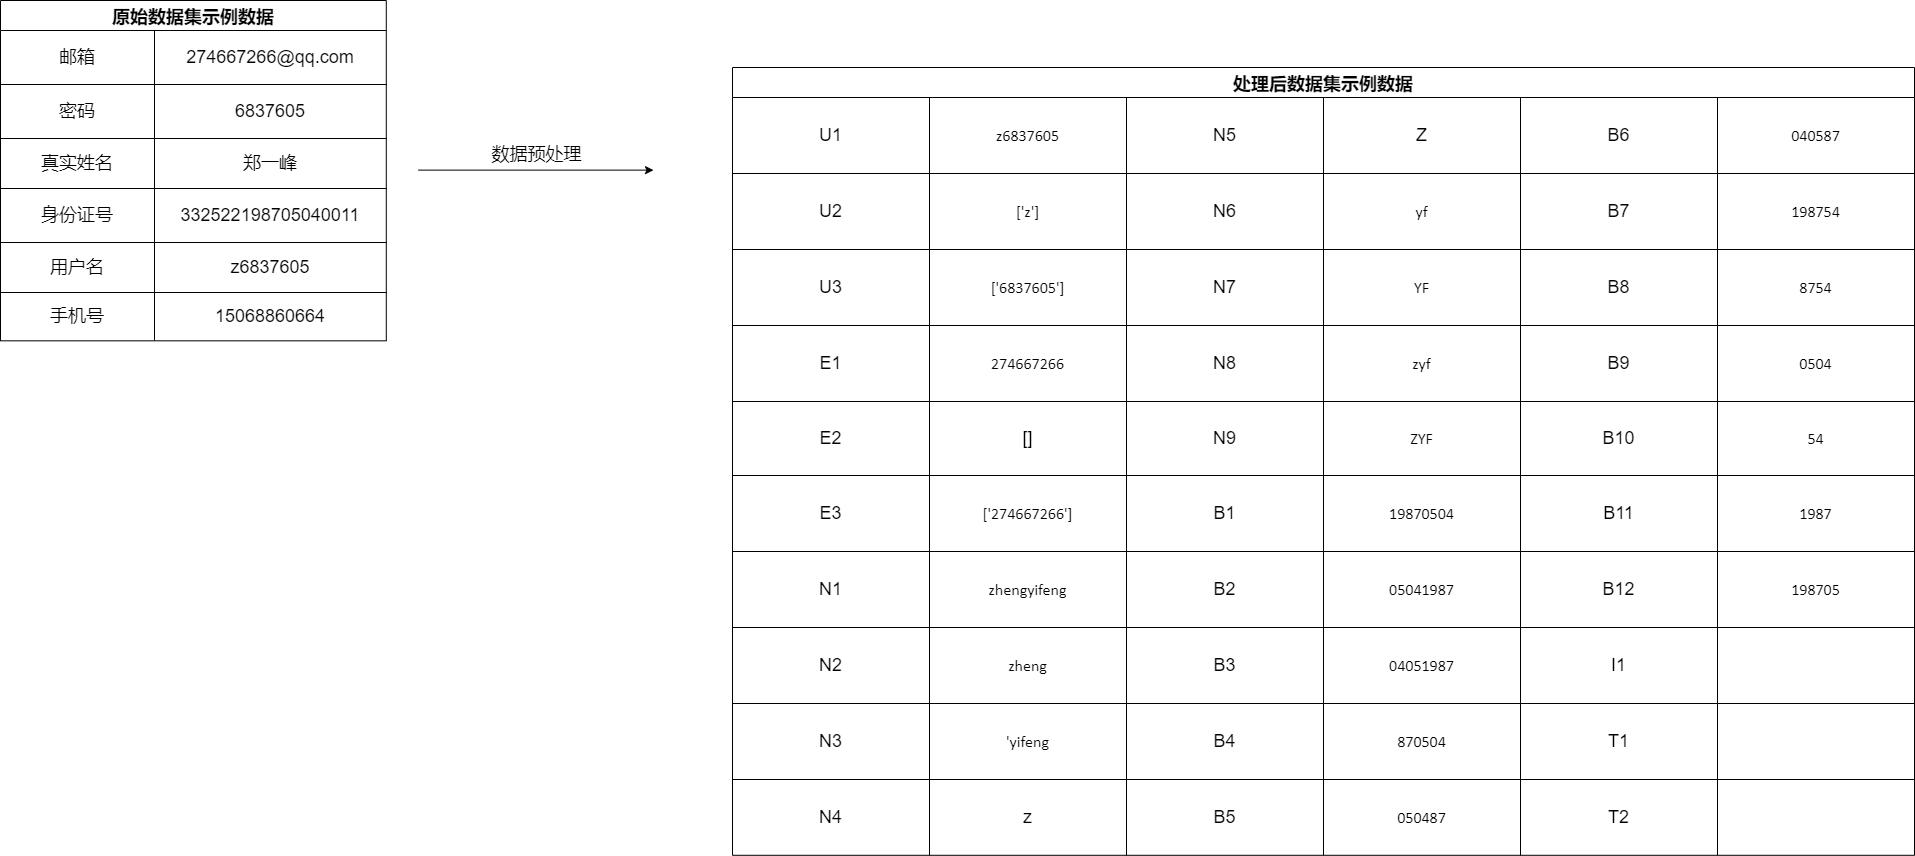 原始数据集示例数据
邮箱 274667266@qq.com
密码 6837605
真实姓名 郑一峰
身份证号 332522198705040011
用户名 z6837605
手机号 15068860664
数据预处理
处理后数据集示例数据
U1 z6837605 N5 Z B6 040587
U2 ['z'] N6 yf B7 198754
U3 ['6837605'] N7 YF B8 8754
E1 274667266 N8 zyf B9 0504
E2 [] N9 ZYF B10 54
E3 ['274667266'] B1 19870504 B11 1987
N1 zhengyifeng B2 05041987 B12 198705
N2 zheng B3 04051987 I1
N3 'yifeng B4 870504 T1
N4 z B5 050487 T2